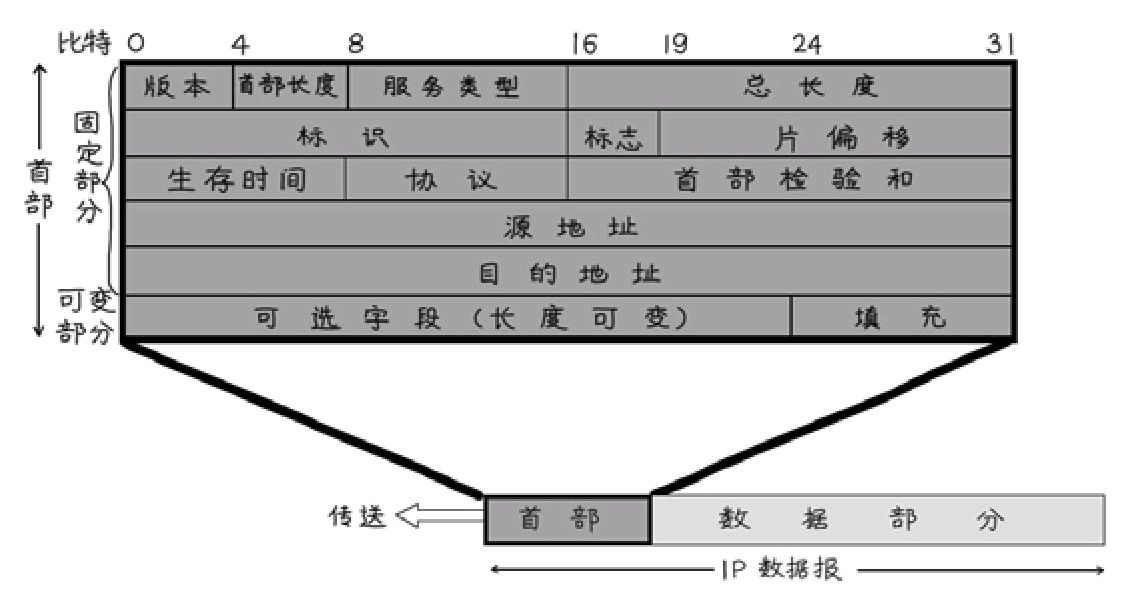 比特 0 4 8 16 19 24 31
版本 首部长度 服务类型 总长度
标识 标志 片偏移
生存时间 协议 首部检验和
源地址
目的地址
可选字段(长度可变) 填充
首部
固定部分
可变部分
传送 首部 数据部分
IP数据报